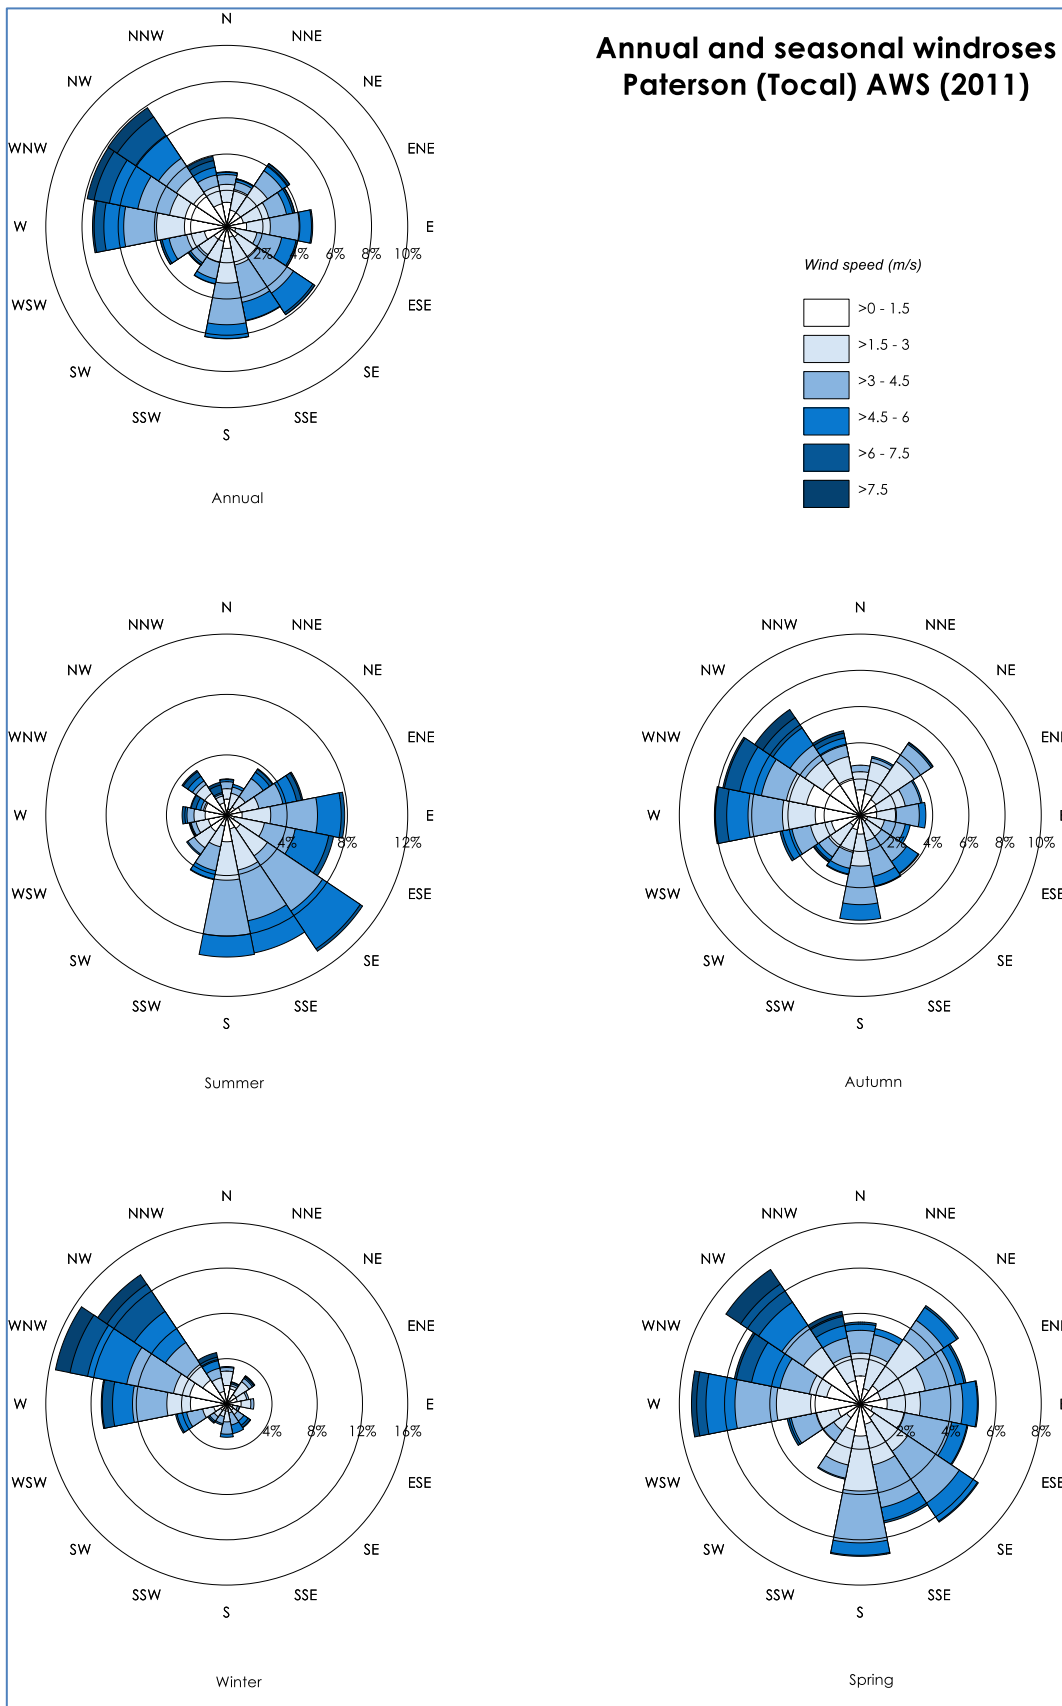 Annual and seasonal windroses
Paterson (Tocal) AWS (2011)
N
NNW
NNE
NW
NE
WNW
ENE
W
E
2% 4% 6% 8% 10%
WSW
ESE
SW
SE
SSW
SSE
S
Annual
Wind speed (m/s)
>0 - 1.5
>1.5 - 3
>3 - 4.5
>4.5 - 6
>6 - 7.5
>7.5
N
NNW
NNE
NW
NE
WNW
ENE
W
E
4% 8% 12%
WSW
ESE
SW
SE
SSW
SSE
S
Summer
N
NNW
NNE
NW
NE
WNW
ENE
W
E
2% 4% 6% 8% 10%
WSW
ESE
SW
SE
SSW
SSE
S
Autumn
N
NNW
NNE
NW
NE
WNW
ENE
W
E
4% 8% 12% 16%
WSW
ESE
SW
SE
SSW
SSE
S
Winter
N
NNW
NNE
NW
NE
WNW
ENE
W
E
2% 4% 6% 8%
WSW
ESE
SW
SE
SSW
SSE
S
Spring